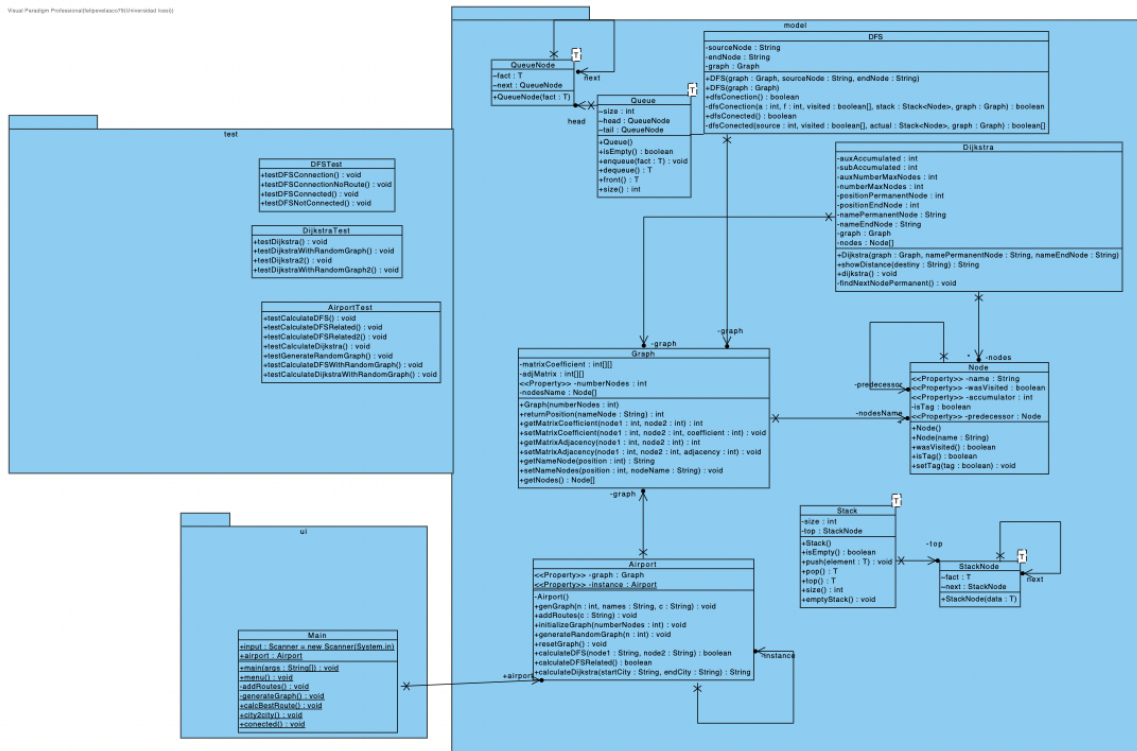 Visual Paradigm Professional(felipevelasco79(Universidad Icesi))
model
QueueNode
T
~fact : T
~next : QueueNode
+QueueNode(fact : T)
next
head
Queue
T
~size : int
~head : QueueNode
~tail : QueueNode
+Queue()
+isEmpty() : boolean
+enqueue(fact : T) : void
+dequeue() : T
+front() : T
+size() : int
DFS
-sourceNode : String
-endNode : String
-graph : Graph
+DFS(graph : Graph, sourceNode : String, endNode : String)
+DFS(graph : Graph)
+dfsConection() : boolean
-dfsConection(a : int, f : int, visited : boolean[], stack : Stack<Node>, graph : Graph) : boolean
+dfsConected() : boolean
-dfsConected(source : int, visited : boolean[], actual : Stack<Node>, graph : Graph) : boolean[]
test
DFSTest
+testDFSConnection() : void
+testDFSConnectionNoRoute() : void
+testDFSConnected() : void
+testDFSNotConnected() : void
DijkstraTest
+testDijkstra() : void
+testDijkstraWithRandomGraph() : void
+testDijkstra2() : void
+testDijkstraWithRandomGraph2() : void
AirportTest
+testCalculateDFS() : void
+testCalculateDFSRelated() : void
+testCalculateDFSRelated2() : void
+testCalculateDijkstra() : void
+testGenerateRandomGraph() : void
+testCalculateDFSWithRandomGraph() : void
+testCalculateDijkstraWithRandomGraph() : void
Dijkstra
-auxAccumulated : int
-subAccumulated : int
-auxNumberMaxNodes : int
-numberMaxNodes : int
-positionPermanentNode : int
-positionEndNode : int
-namePermanentNode : String
-nameEndNode : String
-graph : Graph
-nodes : Node[]
+Dijkstra(graph : Graph, namePermanentNode : String, nameEndNode : String)
+showDistance(destiny : String) : String
+dijkstra() : void
-findNextNodePermanent() : void
-graph
-graph
* -nodes
-predecessor
-nodesName
Graph
-matrixCoefficient : int[][]
-adjMatrix : int[][]
<<Property>> -numberNodes : int
-nodesName : Node[]
+Graph(numberNodes : int)
+returnPosition(nameNode : String) : int
+getMatrixCoefficient(node1 : int, node2 : int) : int
+setMatrixCoefficient(node1 : int, node2 : int, coefficient : int) : void
+getMatrixAdjacency(node1 : int, node2 : int) : int
+setMatrixAdjacency(node1 : int, node2 : int, adjacency : int) : void
+getNameNode(position : int) : String
+setNameNodes(position : int, nodeName : String) : void
+getNodes() : Node[]
Node
<<Property>> -name : String
<<Property>> -wasVisited : boolean
<<Property>> -accumulator : int
-isTag : boolean
<<Property>> -predecessor : Node
+Node()
+Node(name : String)
+wasVisited() : boolean
+isTag() : boolean
+setTag(tag : boolean) : void
-graph
Stack
T
-size : int
-top : StackNode
+Stack()
+isEmpty() : boolean
+push(element : T) : void
+pop() : T
+top() : T
+size() : int
+emptyStack() : void
-top
StackNode
T
~fact : T
~next : StackNode
+StackNode(data : T)
next
ui
Main
+input : Scanner = new Scanner(System.in)
+airport : Airport
+main(args : String[]) : void
+menu() : void
-addRoutes() : void
-generateGraph() : void
+calcBestRoute() : void
+city2city() : void
+conected() : void
+airport
Airport
<<Property>> -graph : Graph
<<Property>> -instance : Airport
-Airport()
+genGraph(n : int, names : String, c : String) : void
+addRoutes(c : String) : void
+initializeGraph(numberNodes : int) : void
+generateRandomGraph(n : int) : void
+resetGraph() : void
+calculateDFS(node1 : String, node2 : String) : boolean
+calculateDFSRelated() : boolean
+calculateDijkstra(startCity : String, endCity : String) : String
-instance